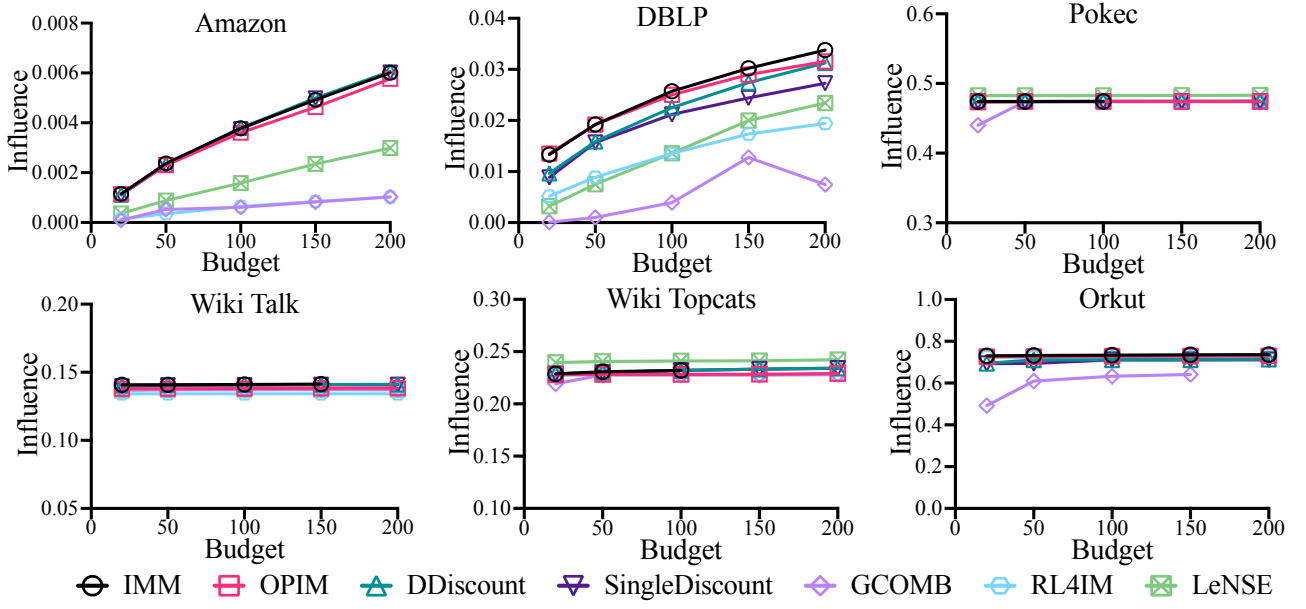 Amazon
DBLP
Pokec
0.008
0.006
0.004
0.002
0.000
Influence
0 50 100 150 200
Budget
0.04
0.03
0.02
0.01
0.00
Influence
0 50 100 150 200
Budget
0.6
0.5
0.4
0.3
Influence
0 50 100 150 200
Budget
Wiki Talk
Wiki Topcats
Orkut
0.20
0.15
0.10
0.05
Influence
0 50 100 150 200
Budget
0.30
0.25
0.20
0.15
0.10
Influence
0 50 100 150 200
Budget
1.0
0.8
0.6
0.4
0.2
0.0
Influence
0 50 100 150 200
Budget
IMM OPIM DDiscount SingleDiscount GCOMB RL4IM LeNSE